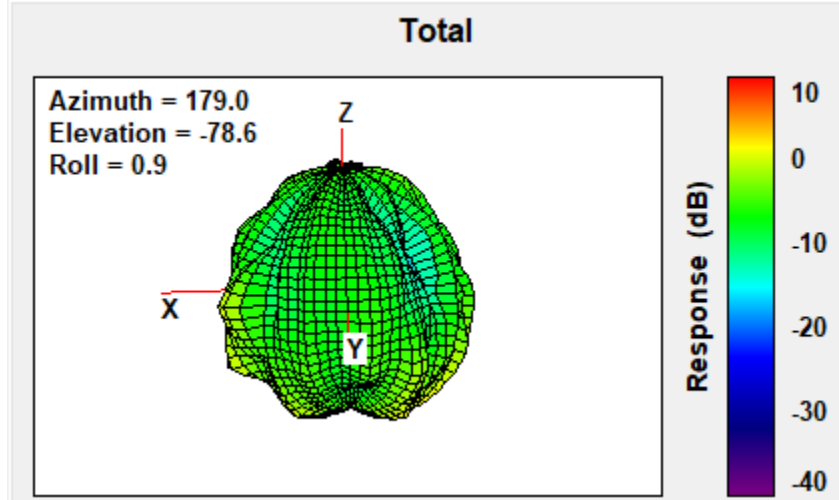 Total
Azimuth = 179.0
Elevation = -78.6
Roll = 0.9
Z
X
Y
10
0
-10
-20
-30
-40
Response (dB)